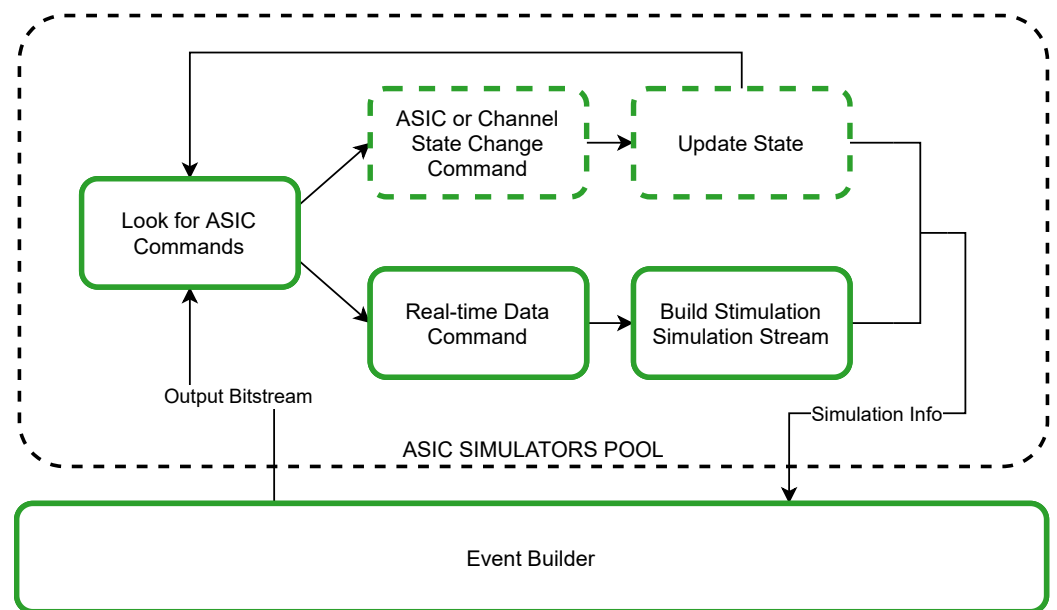 ASIC or Channel
State Change
Command
Update State
Look for ASIC
Commands
Real-time Data
Command
Build Stimulation
Simulation Stream
Output Bitstream
Simulation Info
ASIC SIMULATORS POOL
Event Builder